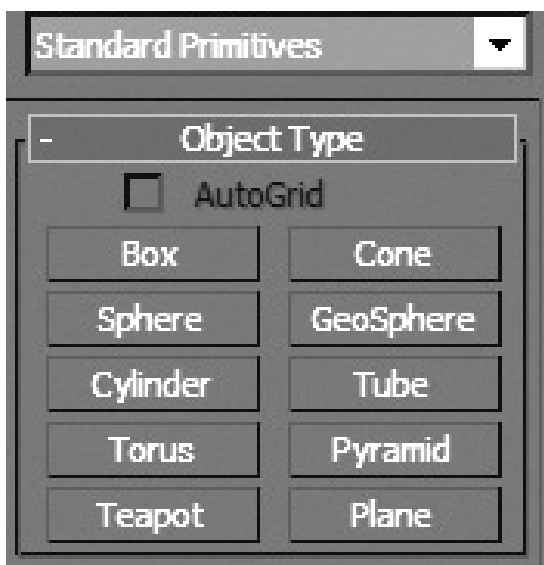 Standard Primitives
- Object Type
AutoGrid
Box Cone
Sphere GeoSphere
Cylinder Tube
Torus Pyramid
Teapot Plane